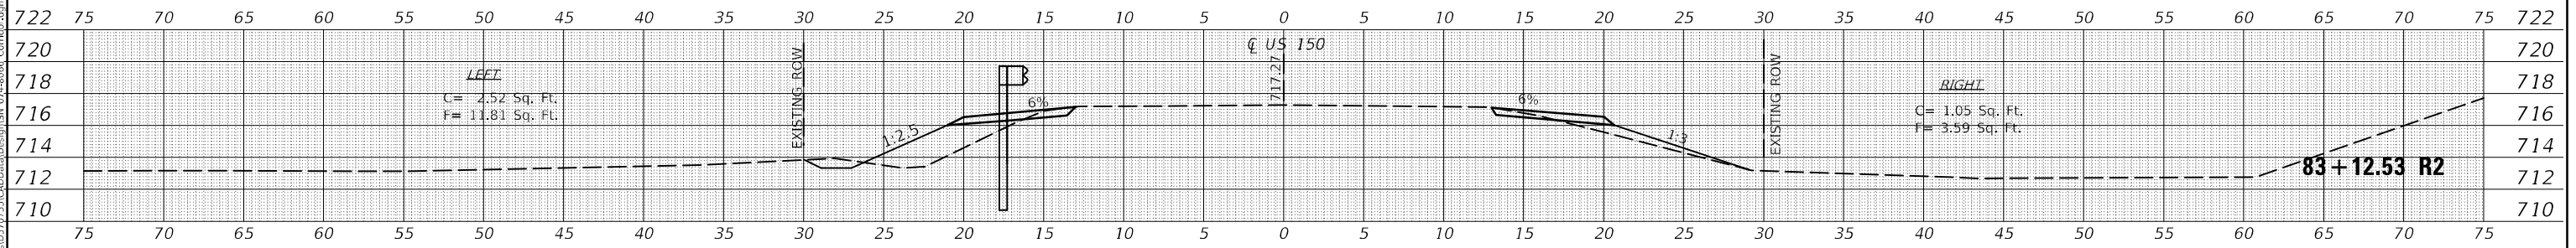 722 75 70 65 60 55 50 45 40 35 30 25 20 15 10 5 0 5 10 15 20 25 30 35 40 45 50 55 60 65 70 75 722
720 ℄ US 150 720
718 LEFT EXISTING ROW 717.27 EXISTING ROW RIGHT 718
C= 2.52 Sq. Ft. 6% 6% C= 1.05 Sq. Ft.
716 F= 11.81 Sq. Ft. F= 3.59 Sq. Ft. 716
714 1:2.5 1:3 714
83+12.53 R2
712 712
710 710
75 70 65 60 55 50 45 40 35 30 25 20 15 10 5 0 5 10 15 20 25 30 35 40 45 50 55 60 65 70 75